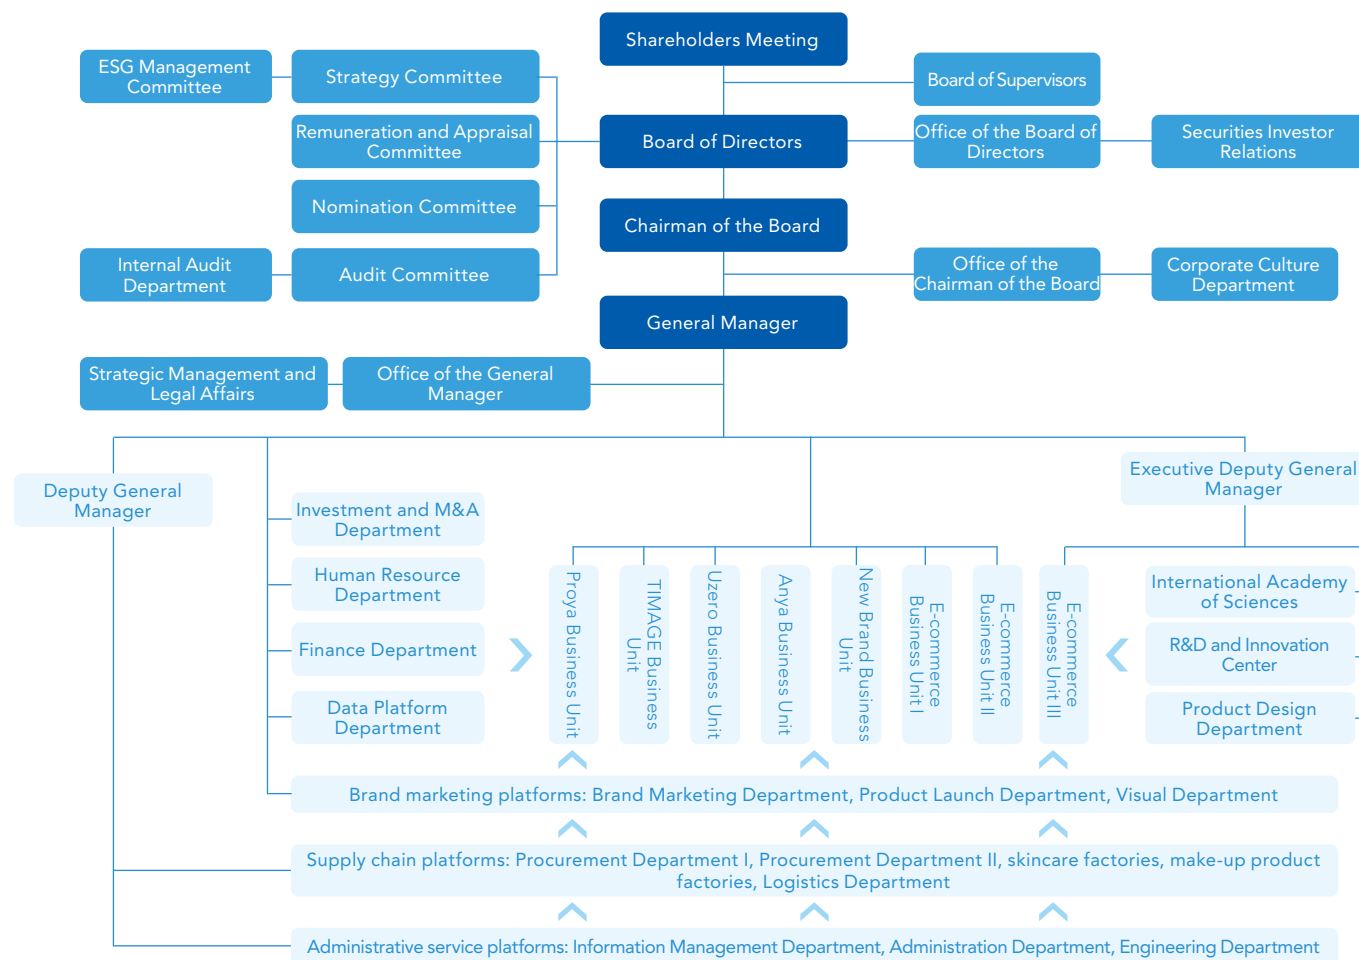 Shareholders Meeting
ESG Management
Committee
Strategy Committee
Board of Supervisors
Remuneration and Appraisal
Committee
Board of Directors
Office of the Board of
Directors
Securities Investor
Relations
Nomination Committee
Chairman of the Board
Internal Audit
Department
Audit Committee
Office of the
Chairman of the Board
Corporate Culture
Department
General Manager
Strategic Management and
Legal Affairs
Office of the General
Manager
Deputy General
Manager
Executive Deputy General
Manager
Investment and M&A
Department
Human Resource
Department
Finance Department
Data Platform
Department
Proya Business Unit
TIMAGE Business
Unit
Uzero Business Unit
Anya Business Unit
New Brand Business
Unit
E-commerce
Business Unit I
E-commerce
Business Unit II
E-commerce
Business Unit III
International Academy
of Sciences
R&D and Innovation
Center
Product Design
Department
Brand marketing platforms: Brand Marketing Department, Product Launch Department, Visual Department
Supply chain platforms: Procurement Department I, Procurement Department II, skincare factories, make-up product
factories, Logistics Department
Administrative service platforms: Information Management Department, Administration Department, Engineering Department